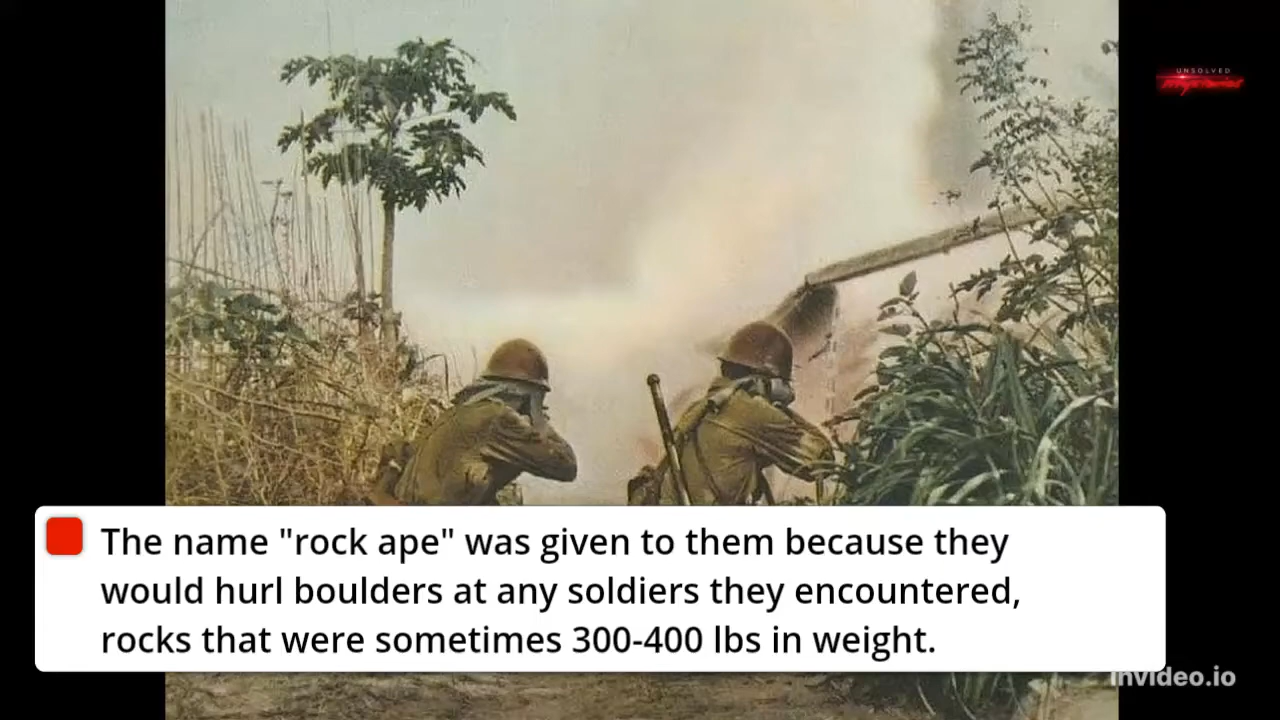 UNSOLVED
The name "rock ape" was given to them because they
would hurl boulders at any soldiers they encountered,
rocks that were sometimes 300-400 lbs in weight.
invideo.io